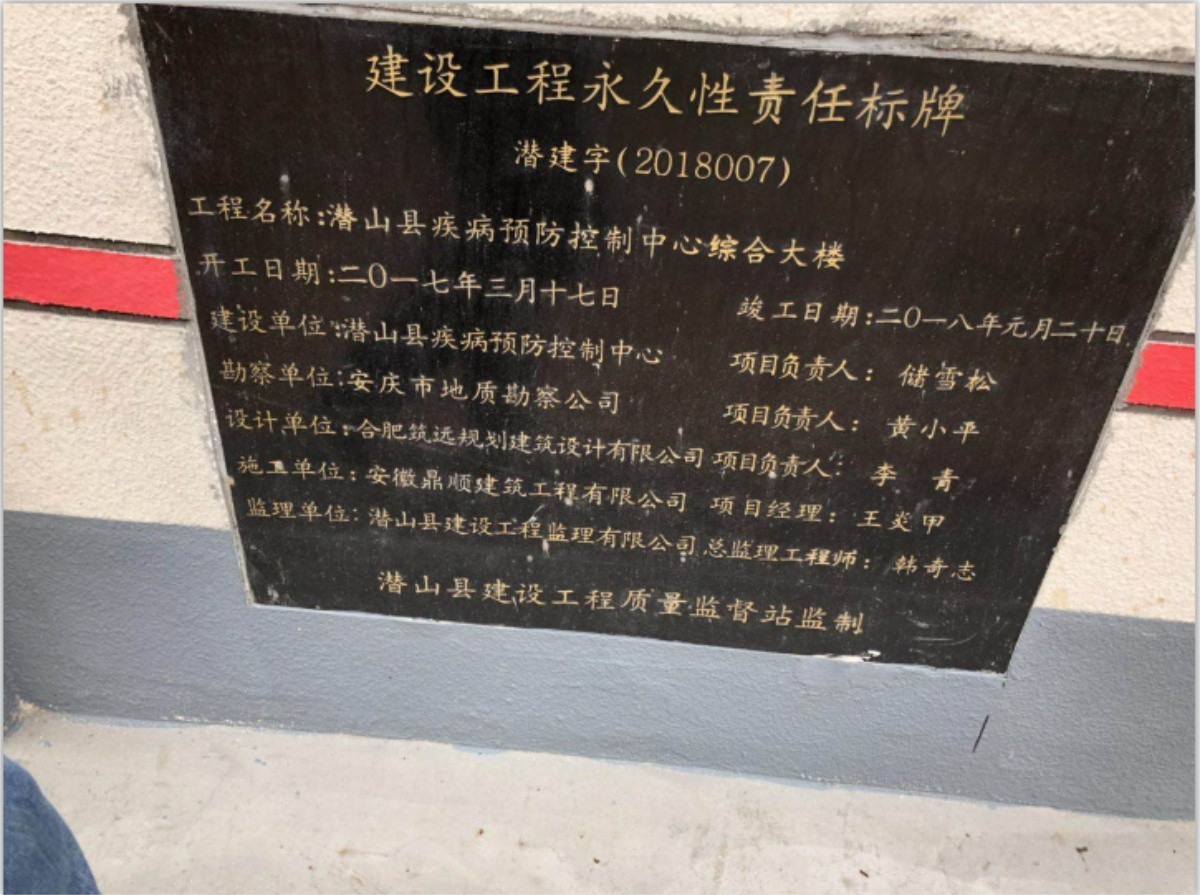 建设工程永久性责任标牌
潜建字(2018007)
工程名称:潜山县疾病预防控制中心综合大楼
开工日期:二〇一七年三月十七日 竣工日期:二〇一八年元月二十日
建设单位:潜山县疾病预防控制中心 项目负责人: 储雪松
勘察单位:安庆市地质勘察公司 项目负责人: 黄小平
设计单位:合肥筑远规划建筑设计有限公司 项目负责人: 李 青
施工单位:安徽鼎顺建筑工程有限公司 项目经理: 王炎甲
监理单位:潜山县建设工程监理有限公司 总监理工程师: 韩奇志
潜山县建设工程质量监督站监制